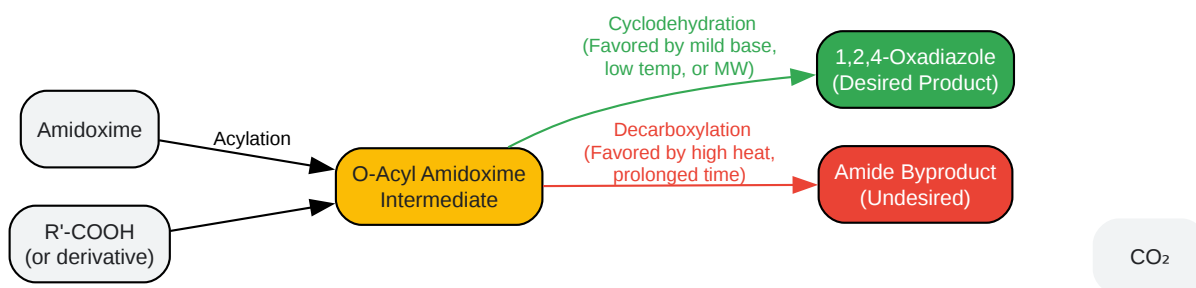 Amidoxime
Acylation
R'-COOH
(or derivative)
O-Acyl Amidoxime
Intermediate
Cyclodehydration
(Favored by mild base,
low temp, or MW)
Decarboxylation
(Favored by high heat,
prolonged time)
1,2,4-Oxadiazole
(Desired Product)
Amide Byproduct
(Undesired)
CO₂